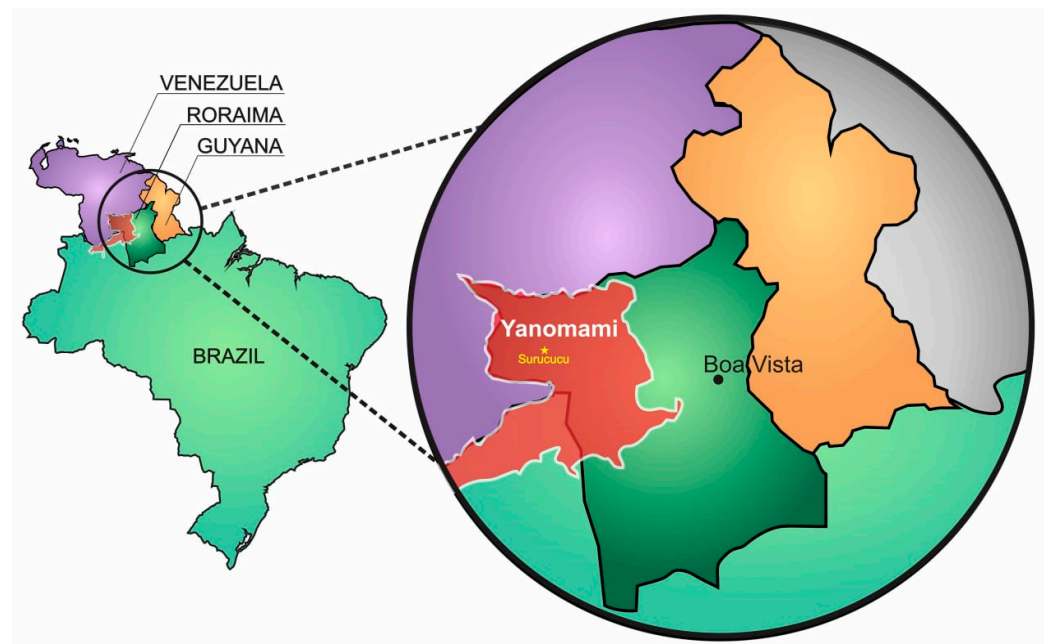 VENEZUELA
RORAIMA
GUYANA
BRAZIL
Yanomami
Surucucu
Boa Vista